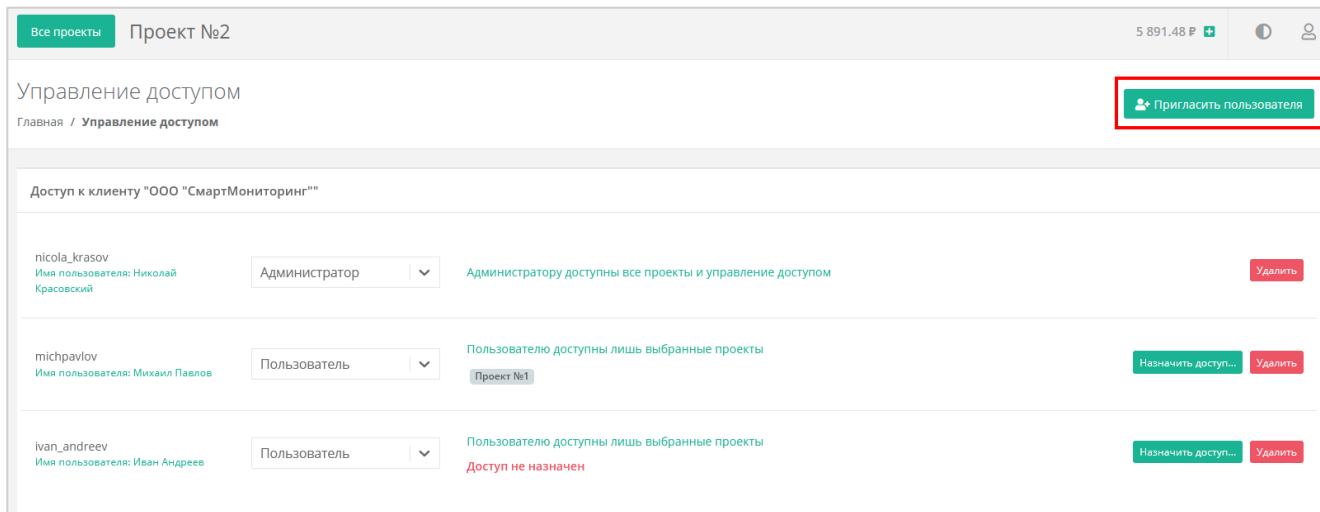 Все проекты Проект №2 5 891.48 ₽
Управление доступом
Пригласить пользователя
Главная / Управление доступом
Доступ к клиенту "ООО "СмартМониторинг""
nicola_krasov
Имя пользователя: Николай
Красовский
Администратор
Администратору доступны все проекты и управление доступом
Удалить
michpavlov
Имя пользователя: Михаил Павлов
Пользователь
Пользователю доступны лишь выбранные проекты
Проект №1
Назначить доступ... Удалить
ivan_andreev
Имя пользователя: Иван Андреев
Пользователь
Пользователю доступны лишь выбранные проекты
Доступ не назначен
Назначить доступ... Удалить